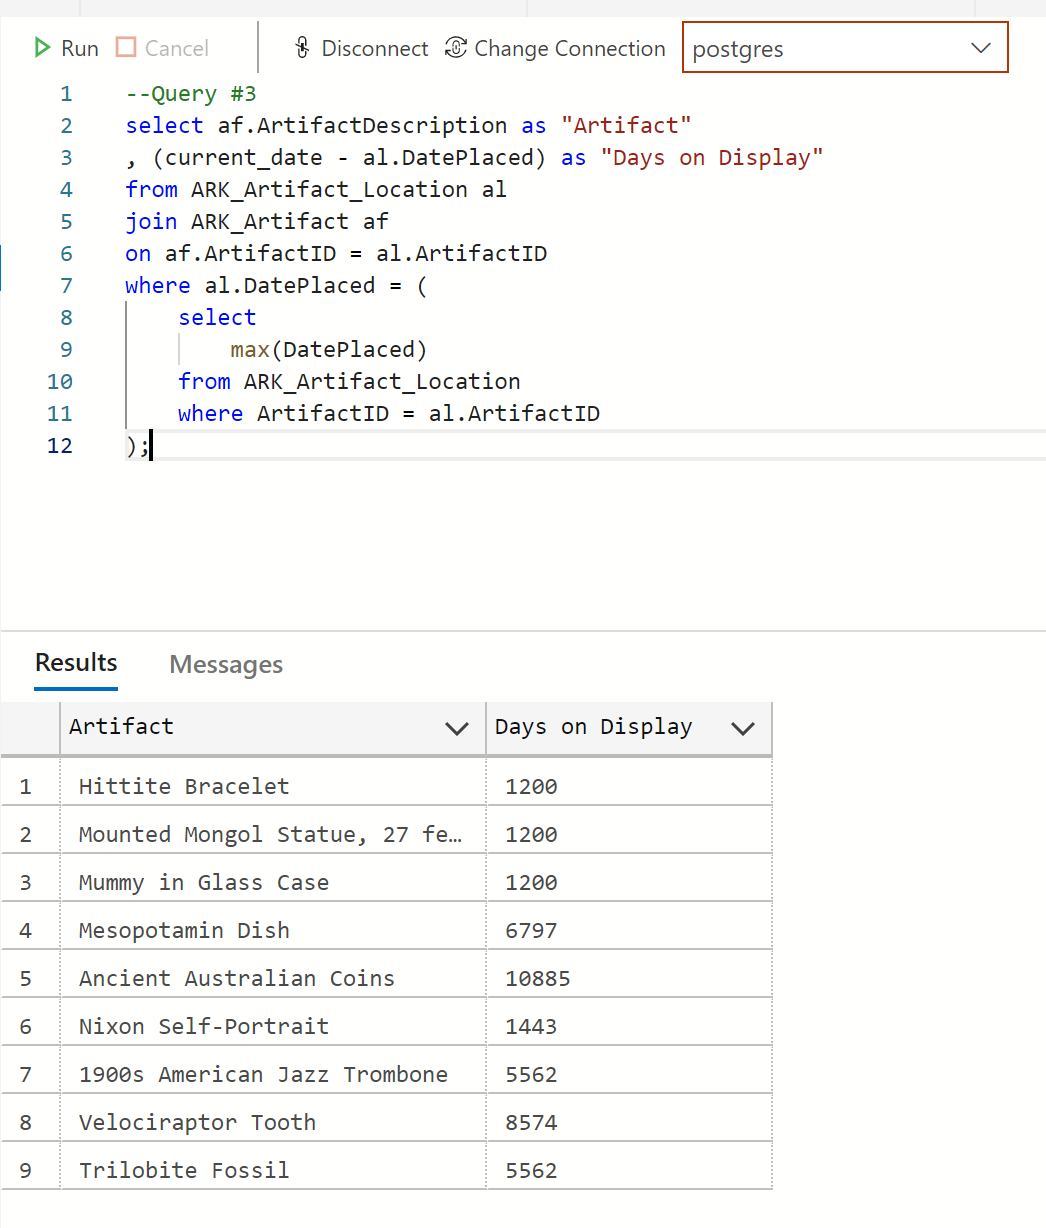 Run Cancel Disconnect Change Connection postgres
1 --Query #3
2 select af.ArtifactDescription as "Artifact"
3 , (current_date - al.DatePlaced) as "Days on Display"
4 from ARK_Artifact_Location al
5 join ARK_Artifact af
6 on af.ArtifactID = al.ArtifactID
7 where al.DatePlaced = (
8 select
9 max(DatePlaced)
10 from ARK_Artifact_Location
11 where ArtifactID = al.ArtifactID
12 );
Results Messages
Artifact Days on Display
1 Hittite Bracelet 1200
2 Mounted Mongol Statue, 27 fe… 1200
3 Mummy in Glass Case 1200
4 Mesopotamin Dish 6797
5 Ancient Australian Coins 10885
6 Nixon Self-Portrait 1443
7 1900s American Jazz Trombone 5562
8 Velociraptor Tooth 8574
9 Trilobite Fossil 5562